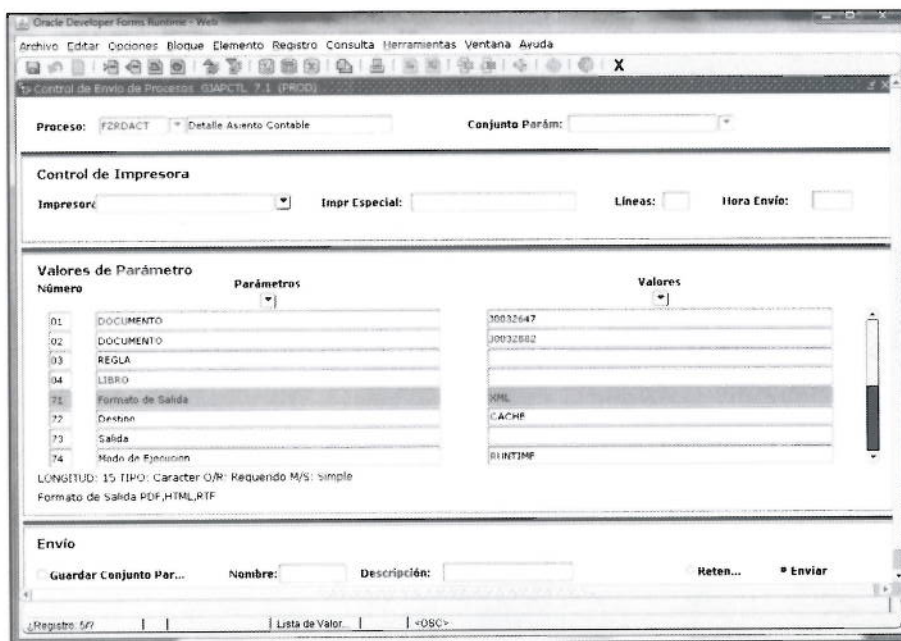 Oracle Developer Forms Runtime - Web
Archivo Editar Opciones Bloque Elemento Registro Consulta Herramientas Ventana Ayuda
X
Control de Envío de Procesos GJAPCTL 7.1 (PROD)
Proceso: FZRDACT Detalle Asiento Contable Conjunto Parám:
Control de Impresora
Impresora Impr Especial: Líneas: Hora Envío:
Valores de Parámetro
Número Parámetros Valores
01 DOCUMENTO J0032647
02 DOCUMENTO J0032882
03 REGLA
04 LIBRO
71 Formato de Salida XML
72 Destino CACHE
73 Salida
74 Modo de Ejecucion RUNTIME
LONGITUD: 15 TIPO: Caracter O/R: Requerido M/S: Simple
Formato de Salida PDF,HTML,RTF
Envío
Guardar Conjunto Par... Nombre: Descripción: Reten... Enviar
¿Registro: 5/? Lista de Valor... <OSC>